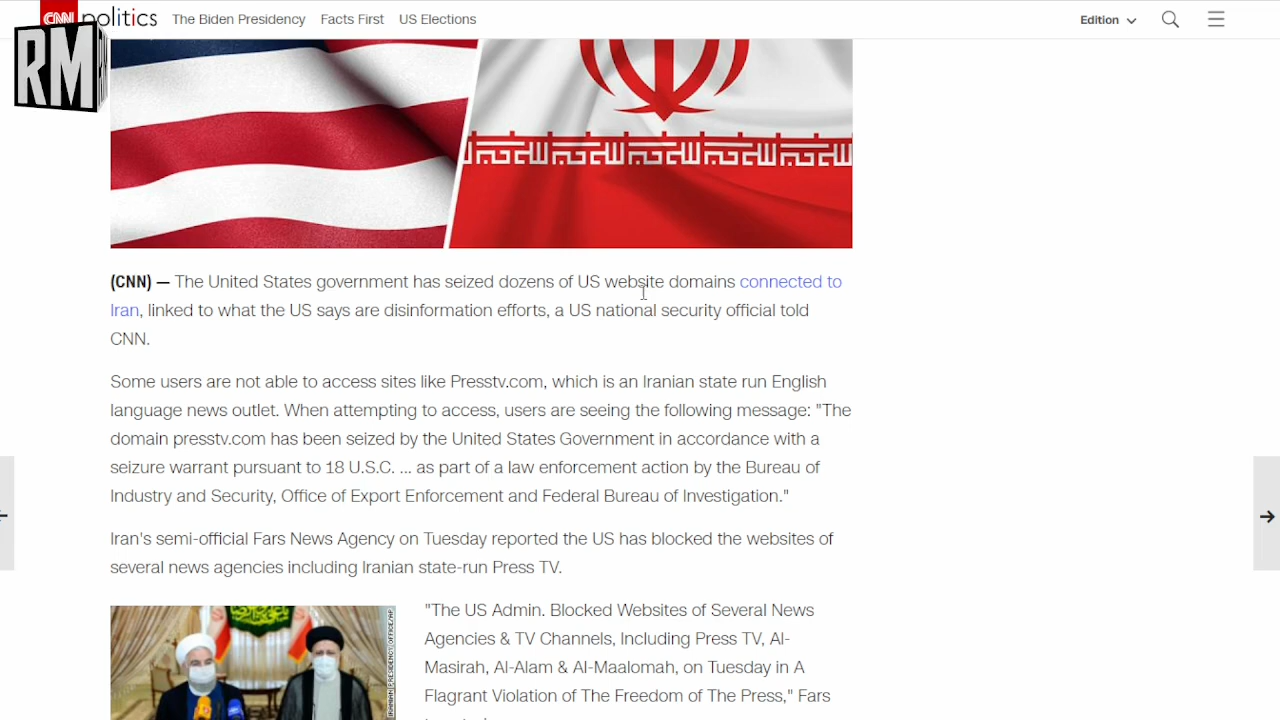 CNN politics The Biden Presidency Facts First US Elections Edition
RM
(CNN) — The United States government has seized dozens of US website domains connected to
Iran, linked to what the US says are disinformation efforts, a US national security official told
CNN.
Some users are not able to access sites like Presstv.com, which is an Iranian state run English
language news outlet. When attempting to access, users are seeing the following message: "The
domain presstv.com has been seized by the United States Government in accordance with a
seizure warrant pursuant to 18 U.S.C. ... as part of a law enforcement action by the Bureau of
Industry and Security, Office of Export Enforcement and Federal Bureau of Investigation."
Iran's semi-official Fars News Agency on Tuesday reported the US has blocked the websites of
several news agencies including Iranian state-run Press TV.
"The US Admin. Blocked Websites of Several News
Agencies & TV Channels, Including Press TV, Al-
Masirah, Al-Alam & Al-Maalomah, on Tuesday in A
Flagrant Violation of The Freedom of The Press," Fars
IRANIAN PRESIDENCY OFFICE/AP